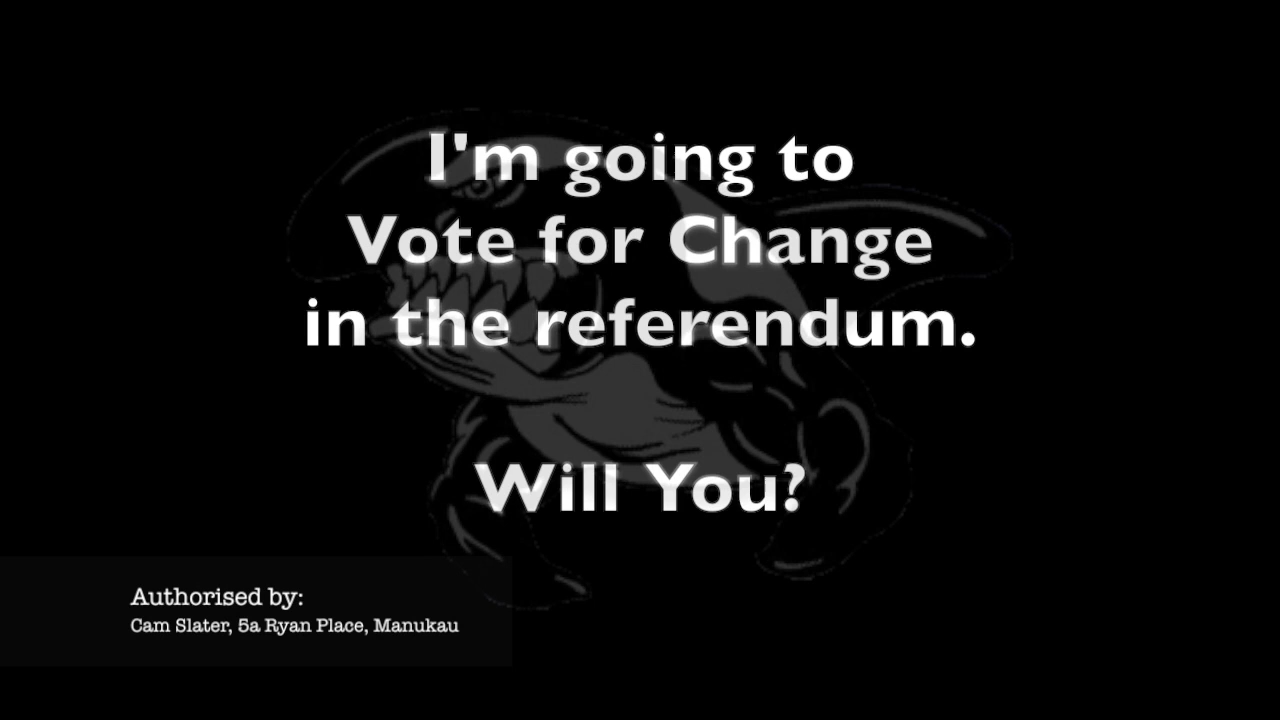 I'm going to
Vote for Change
in the referendum.
Will You?
Authorised by:
Cam Slater, 5a Ryan Place, Manukau